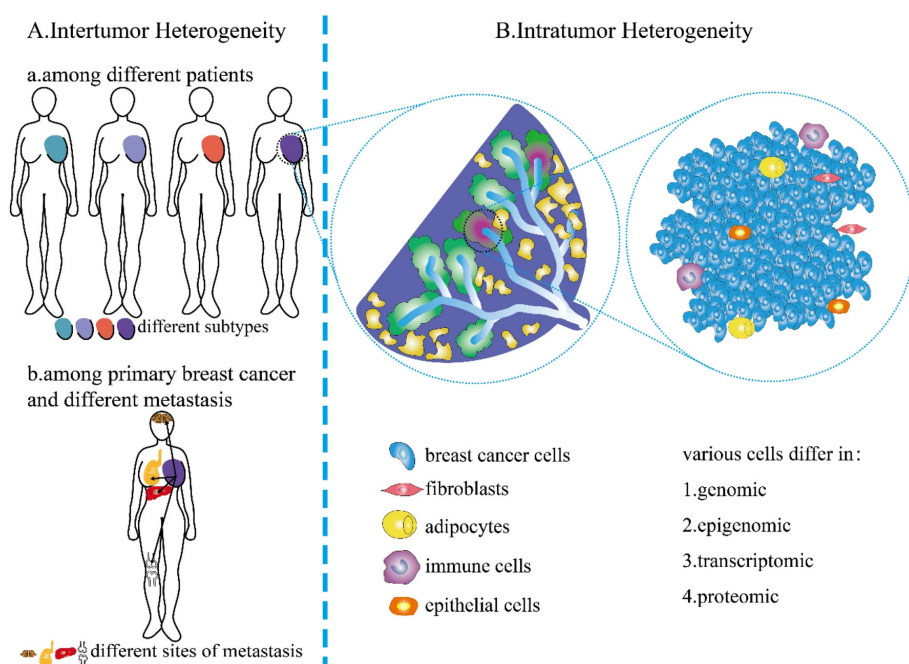 A.Intertumor Heterogeneity
a.among different patients
different subtypes
b.among primary breast cancer
and different metastasis
different sites of metastasis
B.Intratumor Heterogeneity
breast cancer cells
fibroblasts
adipocytes
immune cells
epithelial cells
various cells differ in:
1.genomic
2.epigenomic
3.transcriptomic
4.proteomic